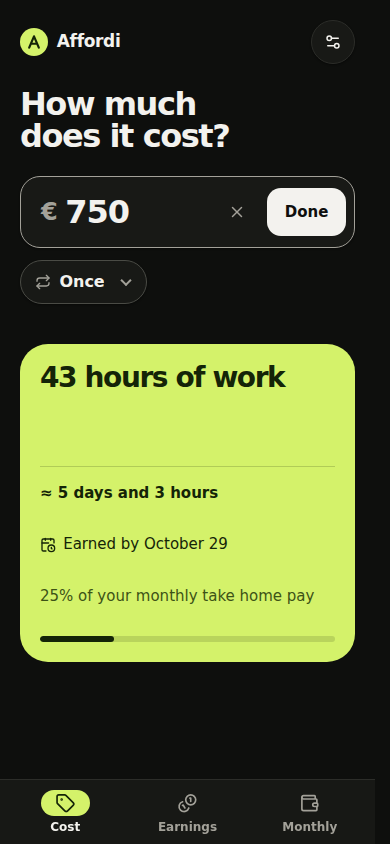 Affordi
How much
does it cost?
€ 750
Done
Once
43 hours of work
≈ 5 days and 3 hours
Earned by October 29
25% of your monthly take home pay
Cost
Earnings
Monthly